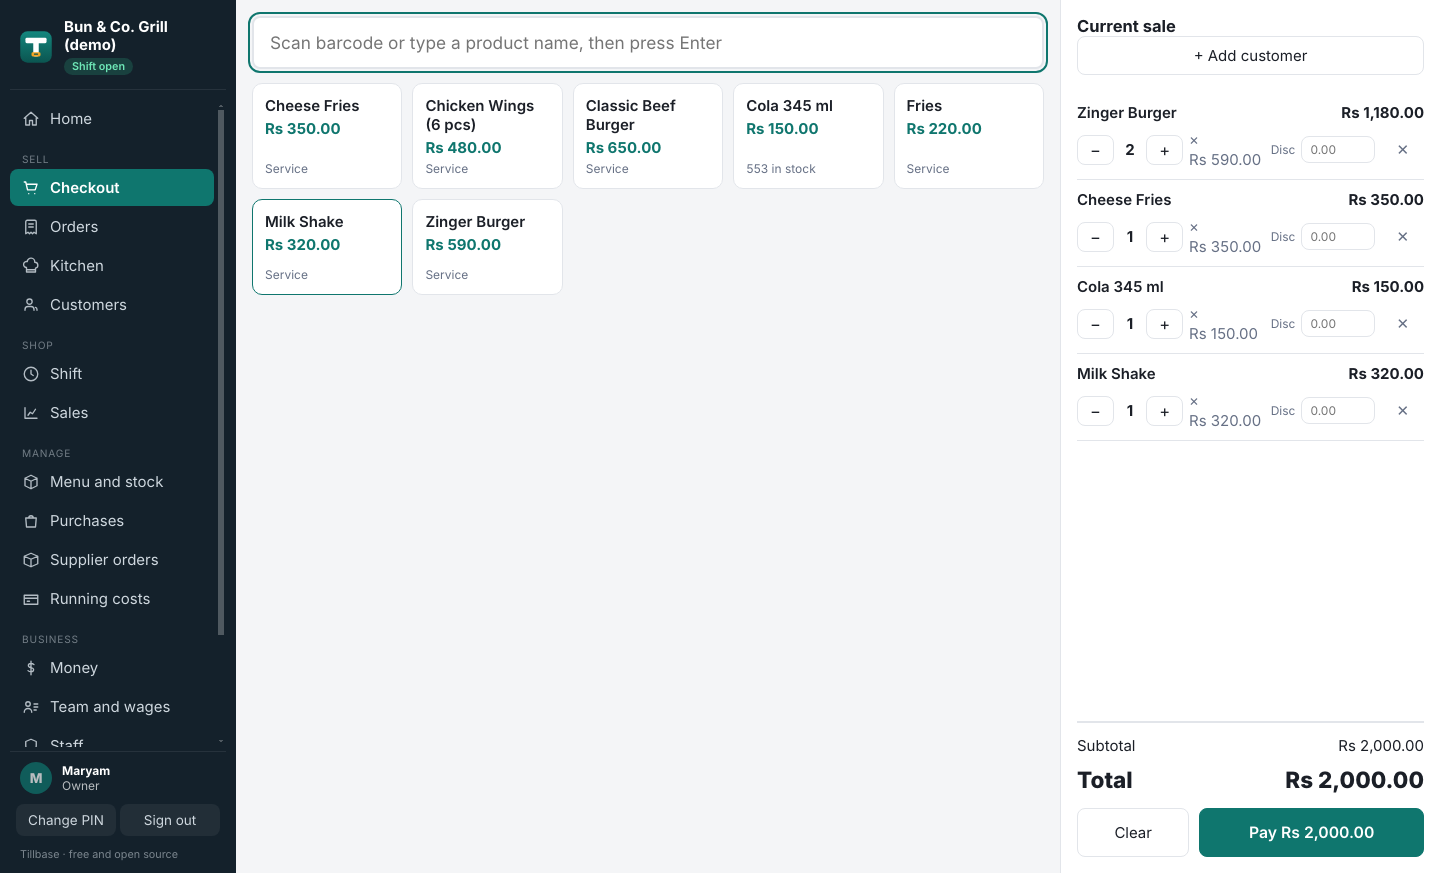 Bun & Co. Grill
(demo)
Shift open
Home
SELL
Checkout
Orders
Kitchen
Customers
SHOP
Shift
Sales
MANAGE
Menu and stock
Purchases
Supplier orders
Running costs
BUSINESS
Money
Team and wages
Staff
M
Maryam
Owner
Change PIN
Sign out
Tillbase · free and open source
Scan barcode or type a product name, then press Enter
Cheese Fries
Rs 350.00
Service
Chicken Wings
(6 pcs)
Rs 480.00
Service
Classic Beef
Burger
Rs 650.00
Service
Cola 345 ml
Rs 150.00
553 in stock
Fries
Rs 220.00
Service
Milk Shake
Rs 320.00
Service
Zinger Burger
Rs 590.00
Service
Current sale
+ Add customer
Zinger Burger Rs 1,180.00
− 2 + × Rs 590.00 Disc 0.00 ✕
Cheese Fries Rs 350.00
− 1 + × Rs 350.00 Disc 0.00 ✕
Cola 345 ml Rs 150.00
− 1 + × Rs 150.00 Disc 0.00 ✕
Milk Shake Rs 320.00
− 1 + × Rs 320.00 Disc 0.00 ✕
Subtotal Rs 2,000.00
Total Rs 2,000.00
Clear
Pay Rs 2,000.00